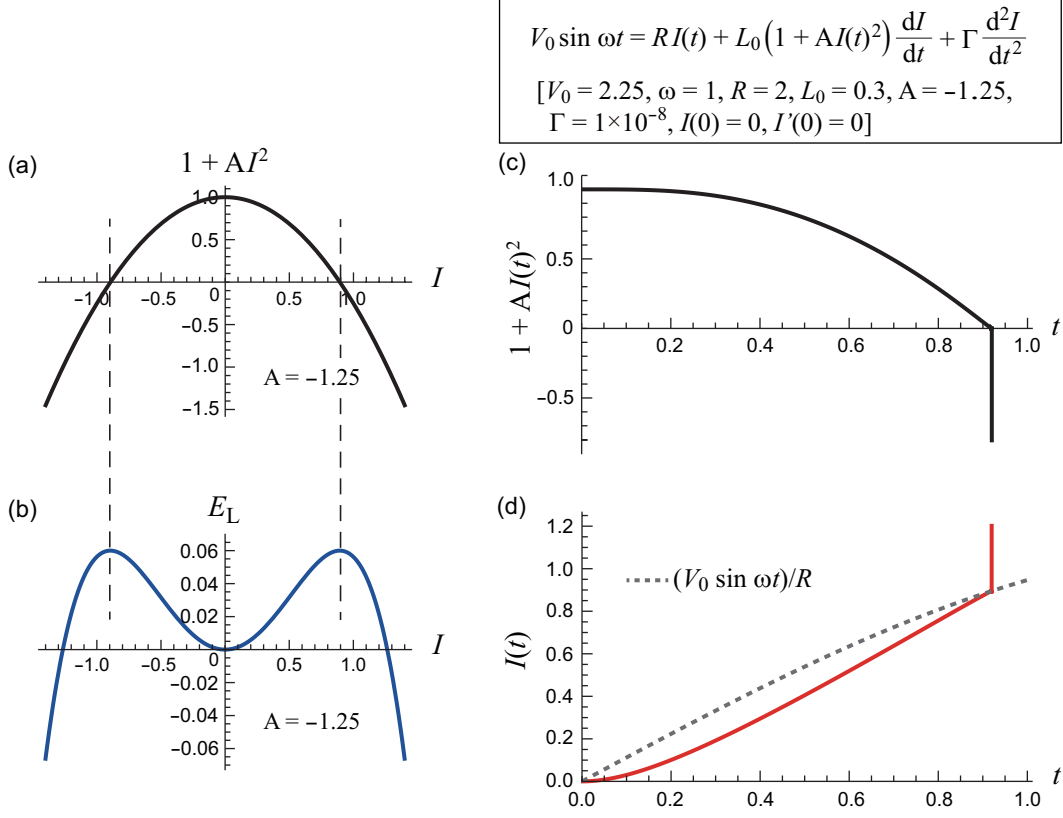 V₀ sin ωt = RI(t) + L₀(1 + AI(t)²) dI/dt + Γ d²I/dt²
[V₀ = 2.25, ω = 1, R = 2, L₀ = 0.3, A = −1.25,
Γ = 1×10⁻⁸, I(0) = 0, I'(0) = 0]
(a)
1 + AI²
1.0
0.5
0
−0.5
−1.0
−1.5
−1.0 −0.5 0.5 1.0
I
A = −1.25
(b)
E_L
0.06
0.04
0.02
0
−0.02
−0.04
−0.06
−1.0 −0.5 0.5 1.0
I
A = −1.25
(c)
1 + AI(t)²
1.0
0.5
0
−0.5
0.2 0.4 0.6 0.8 1.0
t
(d)
I(t)
1.2
1.0
0.8
0.6
0.4
0.2
0.0
0.0 0.2 0.4 0.6 0.8 1.0
t
(V₀ sin ωt)/R